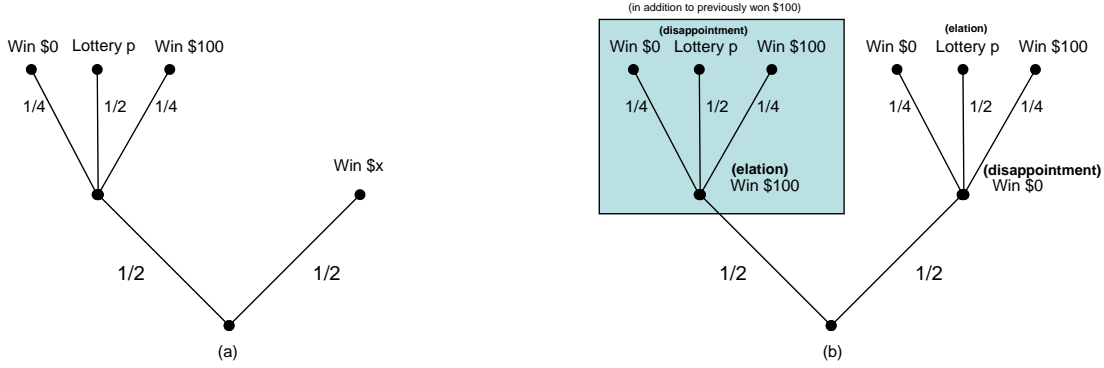 (in addition to previously won $100)
(disappointment)
(elation)
Win $0 Lottery p Win $100
Win $0 Lottery p Win $100
Win $0 Lottery p Win $100
1/4 1/2 1/4
1/4 1/2 1/4
1/4 1/2 1/4
Win $x
(elation)
Win $100
(disappointment)
Win $0
1/2 1/2
1/2 1/2
(a)
(b)